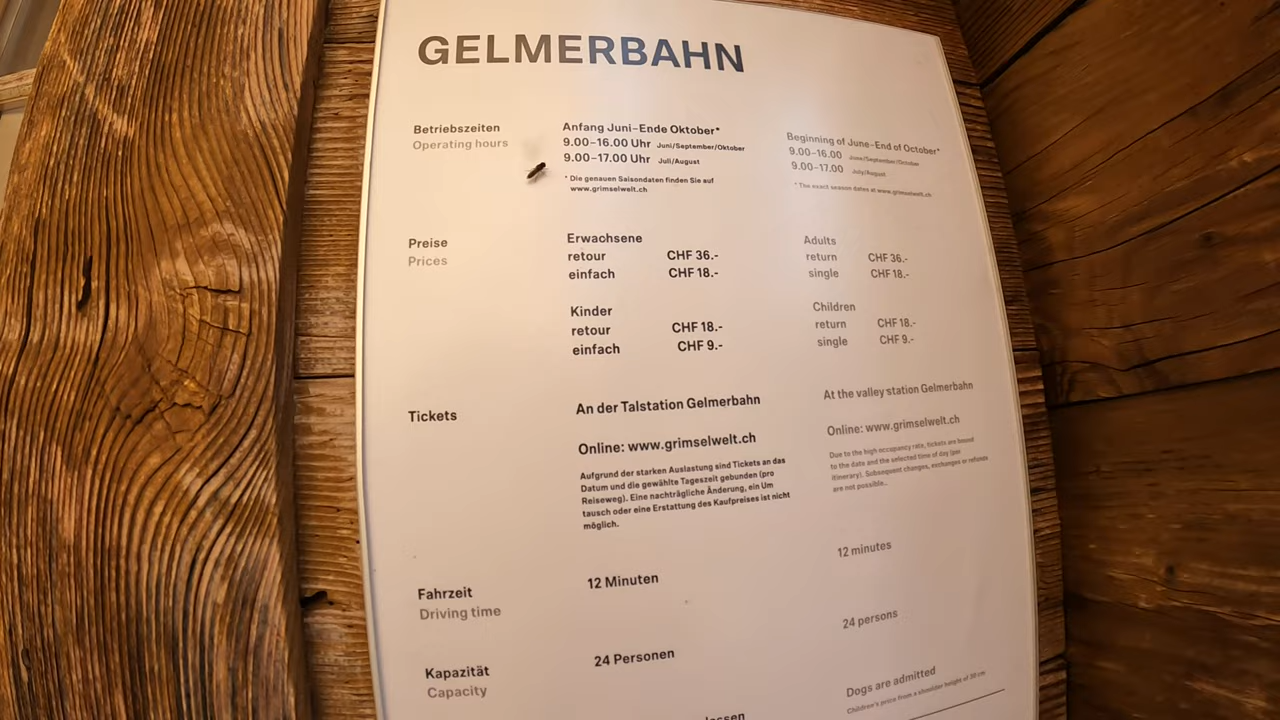 GELMERBAHN
Betriebszeiten
Operating hours
Anfang Juni–Ende Oktober*
9.00–16.00 Uhr Juni/September/Oktober
9.00–17.00 Uhr Juli/August
* Die genauen Saisondaten finden Sie auf
www.grimselwelt.ch
Beginning of June–End of October*
9.00–16.00 June/September/October
9.00–17.00 July/August
* The exact season dates at www.grimselwelt.ch
Preise
Prices
Erwachsene
retour CHF 36.-
einfach CHF 18.-
Adults
return CHF 36.-
single CHF 18.-
Kinder
retour CHF 18.-
einfach CHF 9.-
Children
return CHF 18.-
single CHF 9.-
Tickets
An der Talstation Gelmerbahn
Online: www.grimselwelt.ch
Aufgrund der starken Auslastung sind Tickets an das
Datum und die gewählte Tageszeit gebunden (pro
Reiseweg). Eine nachträgliche Änderung, ein Um
tausch oder eine Erstattung des Kaufpreises ist nicht
möglich.
At the valley station Gelmerbahn
Online: www.grimselwelt.ch
Due to the high occupancy rate, tickets are bound
to the date and the selected time of day (per
itinerary). Subsequent changes, exchanges or refunds
are not possible..
Fahrzeit
Driving time
12 Minuten
12 minutes
Kapazität
Capacity
24 Personen
24 persons
Dogs are admitted
Children's price from a shoulder height of 30 cm